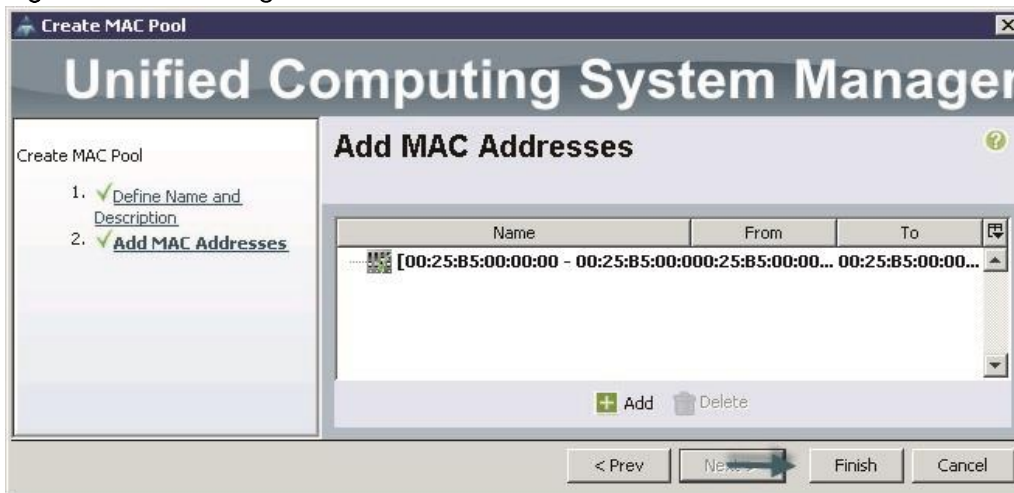 Create MAC Pool
Unified Computing System Manager
Create MAC Pool
1. Define Name and
Description
2. Add MAC Addresses
Add MAC Addresses
Name From To
[00:25:B5:00:00:00 - 00:25:B5:00:0 00:25:B5:00:00... 00:25:B5:00:00...
Add Delete
< Prev Finish Cancel